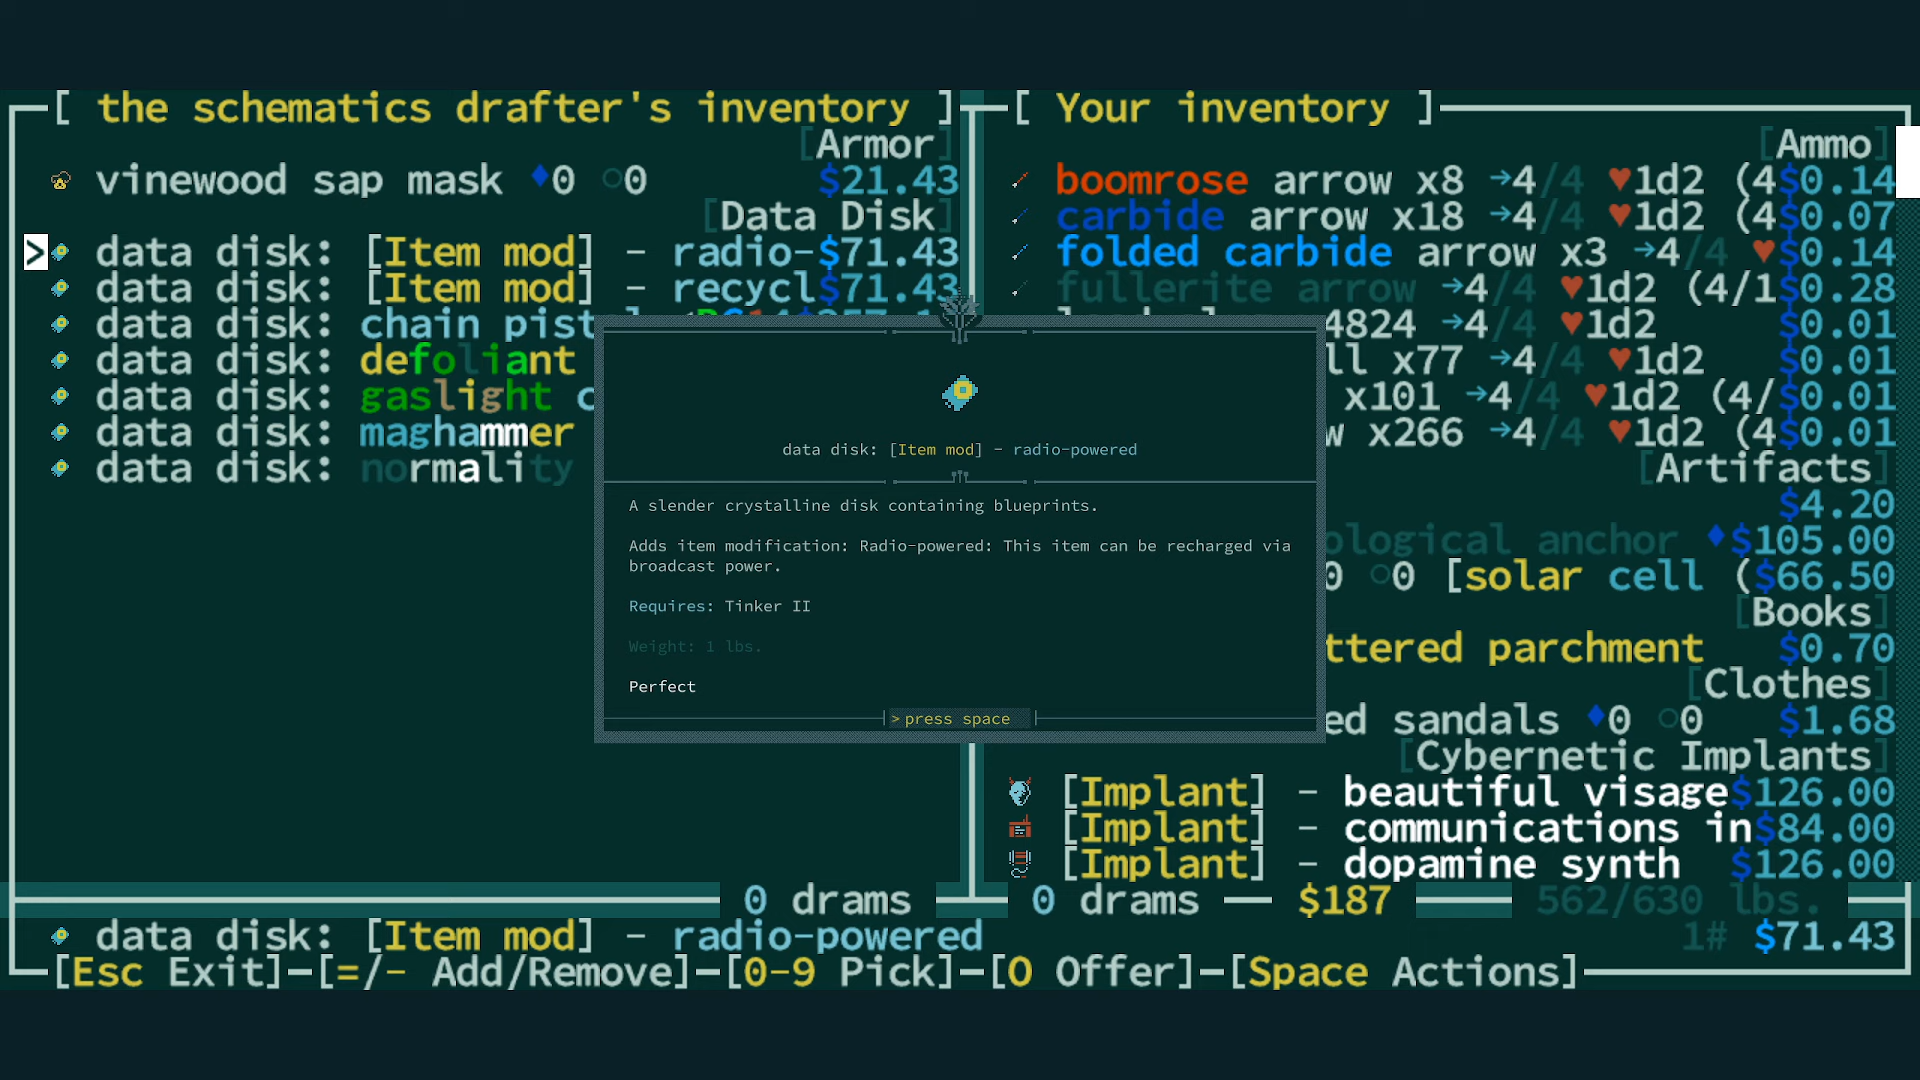 [ the schematics drafter's inventory ]
[Armor]
vinewood sap mask ♦0 ○0 $21.43
[Data Disk]
> data disk: [Item mod] - radio-$71.43
data disk: [Item mod] - recycl$71.43
data disk: chain pist
data disk: defoliant
data disk: gaslight c
data disk: maghammer
data disk: normality
[ Your inventory ]
[Ammo]
boomrose arrow x8 →4/4 ♥1d2 (4$0.14
carbide arrow x18 →4/4 ♥1d2 (4$0.07
folded carbide arrow x3 →4/4 ♥$0.14
fullerite arrow →4/4 ♥1d2 (4/1$0.28
4824 →4/4 ♥1d2 $0.01
ll x77 →4/4 ♥1d2 $0.01
x101 →4/4 ♥1d2 (4/$0.01
w x266 →4/4 ♥1d2 (4$0.01
[Artifacts]
$4.20
ological anchor ♦$105.00
0 ○0 [solar cell ($66.50
[Books]
ttered parchment $0.70
[Clothes]
ed sandals ♦0 ○0 $1.68
[Cybernetic Implants]
[Implant] - beautiful visage$126.00
[Implant] - communications in$84.00
[Implant] - dopamine synth $126.00
data disk: [Item mod] - radio-powered
A slender crystalline disk containing blueprints.
Adds item modification: Radio-powered: This item can be recharged via
broadcast power.
Requires: Tinker II
Weight: 1 lbs.
Perfect
> press space
0 drams
0 drams — $187
562/630 lbs.
data disk: [Item mod] - radio-powered
1# $71.43
[Esc Exit]-[=/- Add/Remove]-[0-9 Pick]-[O Offer]-[Space Actions]